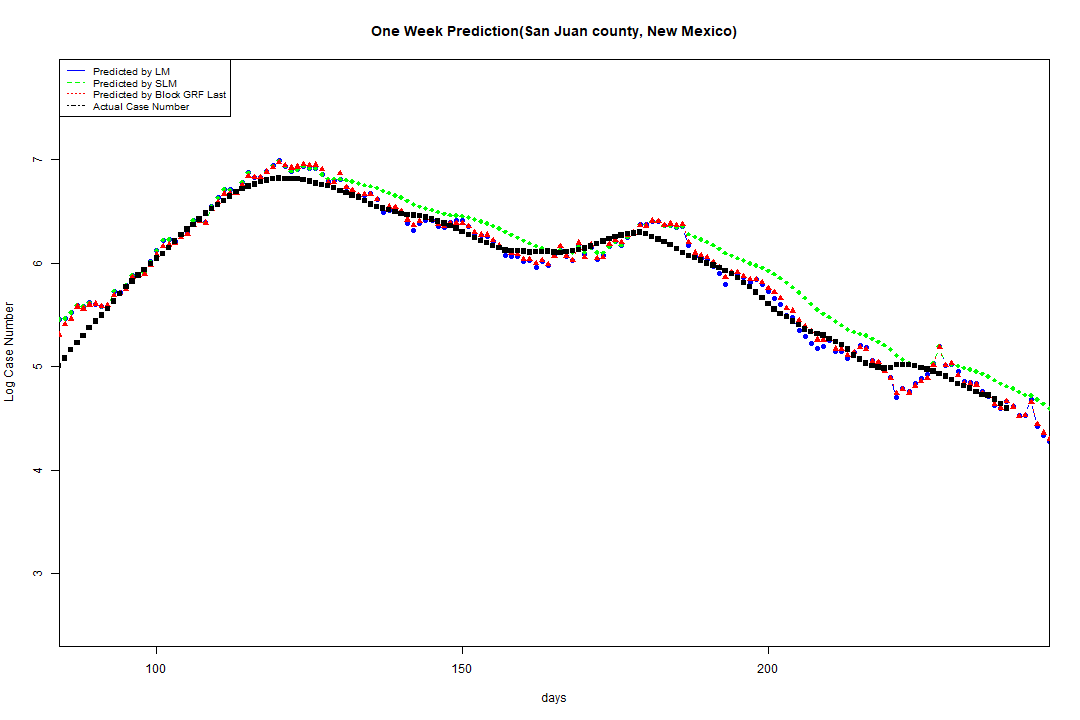 One Week Prediction(San Juan county, New Mexico)
Predicted by LM
Predicted by SLM
Predicted by Block GRF Last
Actual Case Number
7
6
5
4
3
Log Case Number
100 150 200
days